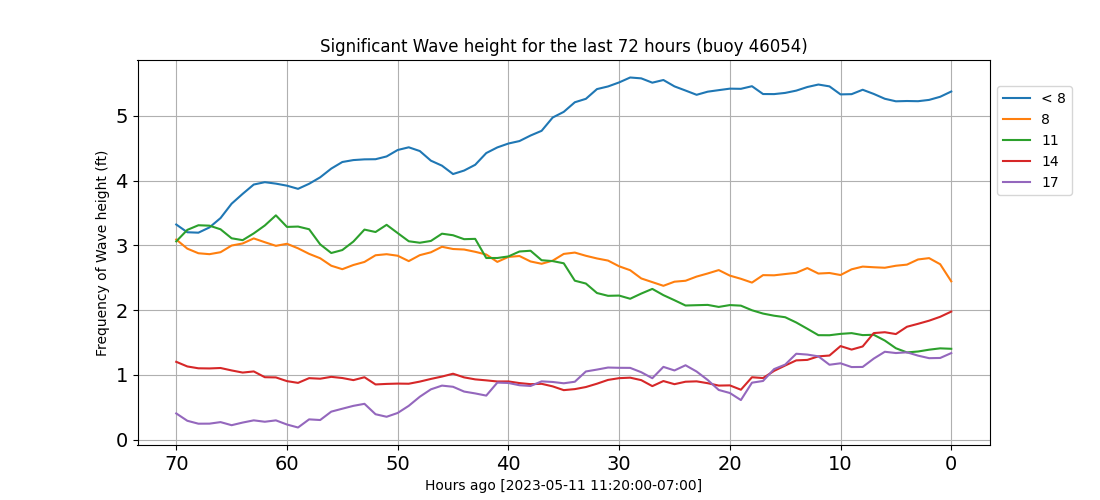 Significant Wave height for the last 72 hours (buoy 46054)
Frequency of Wave height (ft)
5
4
3
2
1
0
70 60 50 40 30 20 10 0
Hours ago [2023-05-11 11:20:00-07:00]
< 8
8
11
14
17